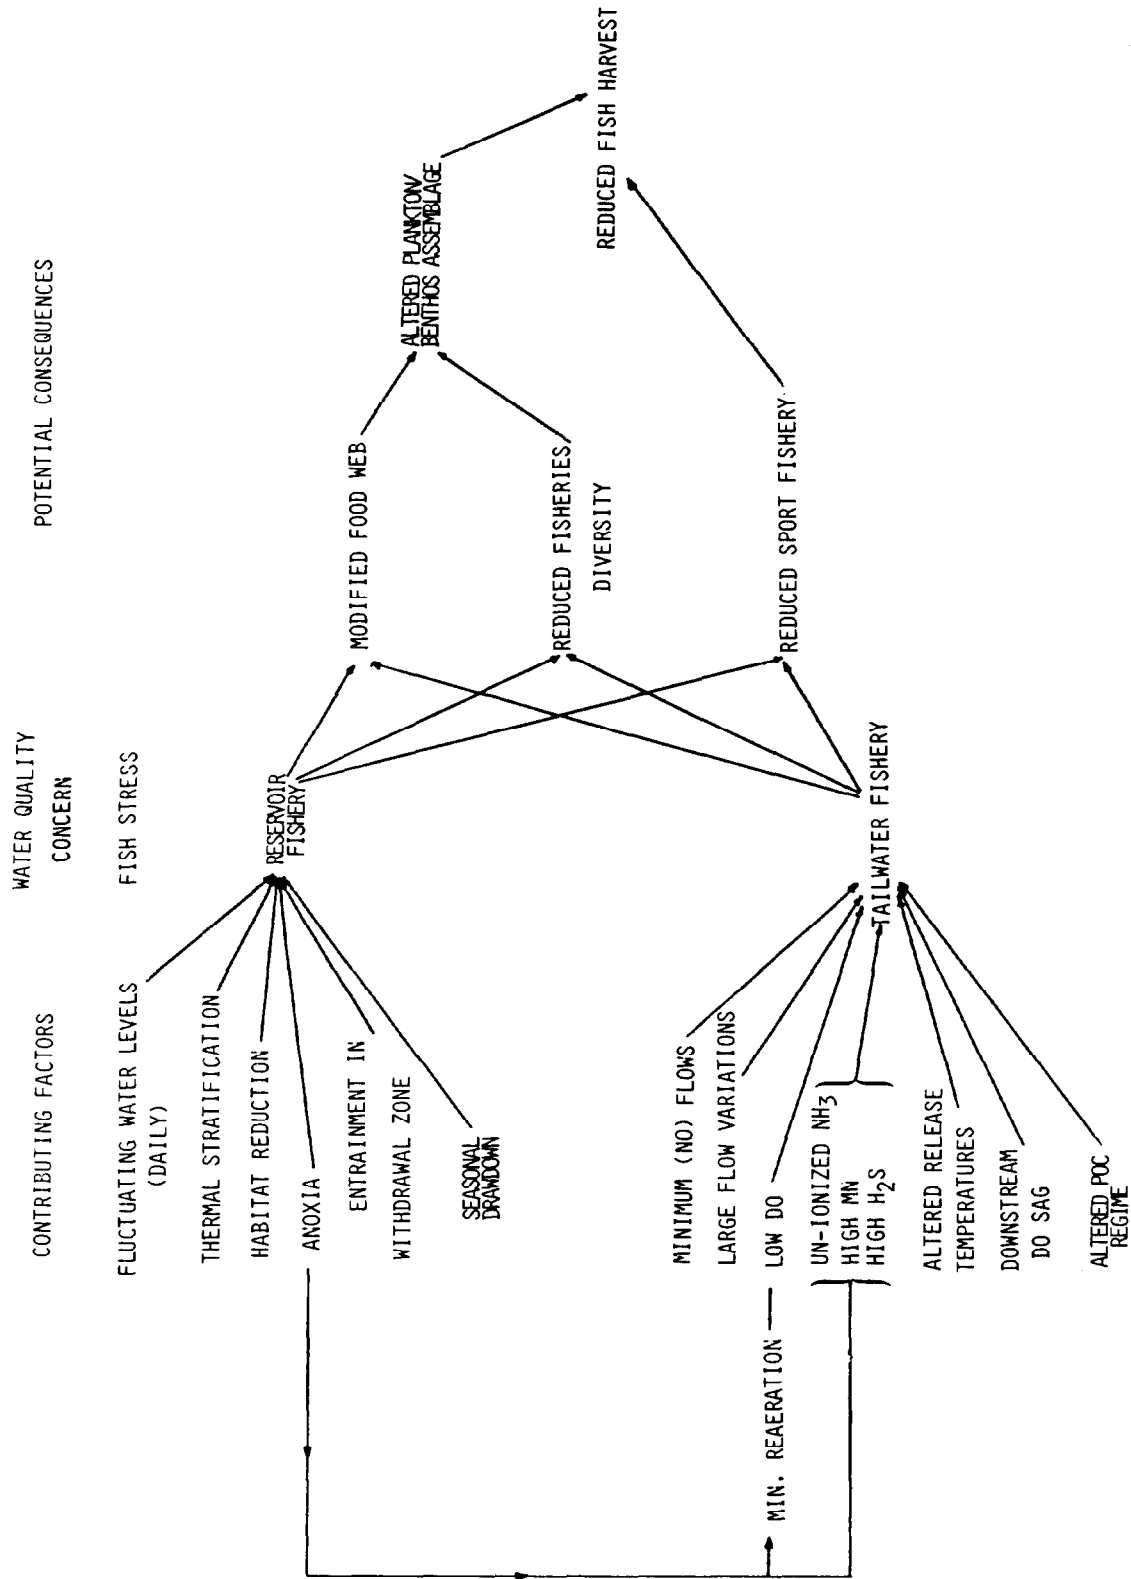 CONTRIBUTING FACTORS
WATER QUALITY
CONCERN
POTENTIAL CONSEQUENCES
FISH STRESS
FLUCTUATING WATER LEVELS
(DAILY)
THERMAL STRATIFICATION
HABITAT REDUCTION
ANOXIA
ENTRAINMENT IN
WITHDRAWAL ZONE
SEASONAL
DRAWDOWN
RESERVOIR
FISHERY
MODIFIED FOOD WEB
ALTERED PLANKTON/
BENTHOS ASSEMBLAGE
REDUCED FISHERIES
DIVERSITY
REDUCED FISH HARVEST
REDUCED SPORT FISHERY
MINIMUM (NO) FLOWS
LARGE FLOW VARIATIONS
MIN. REAERATION
LOW DO
UN-IONIZED NH3
HIGH MN
HIGH H2S
TAILWATER FISHERY
ALTERED RELEASE
TEMPERATURES
DOWNSTREAM
DO SAG
ALTERED POC
REGIME